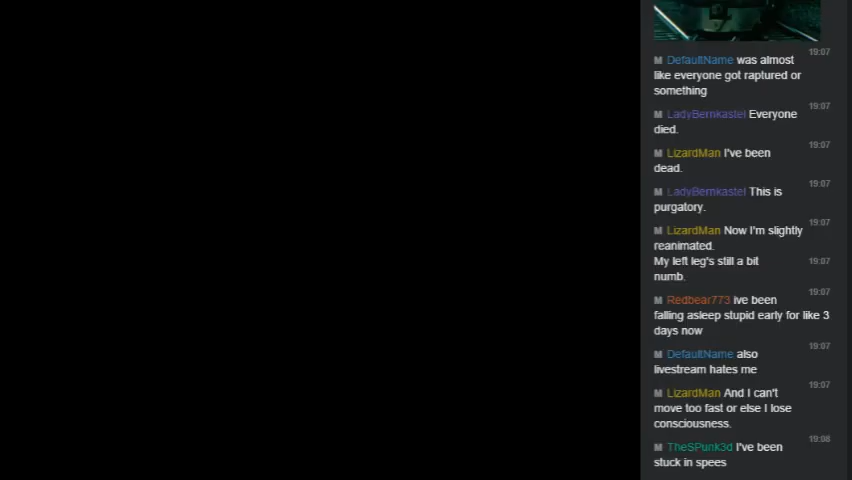 19:07
M DefaultName was almost
like everyone got raptured or
something
19:07
M LadyBernkastel Everyone
died.
19:07
M LizardMan I've been
dead.
19:07
M LadyBernkastel This is
purgatory.
19:07
M LizardMan Now I'm slightly
reanimated.
My left leg's still a bit 19:07
numb.
19:07
M Redbear773 ive been
falling asleep stupid early for like 3
days now
19:07
M DefaultName also
livestream hates me
19:07
M LizardMan And I can't
move too fast or else I lose
consciousness.
19:08
M TheSPunk3d I've been
stuck in spees